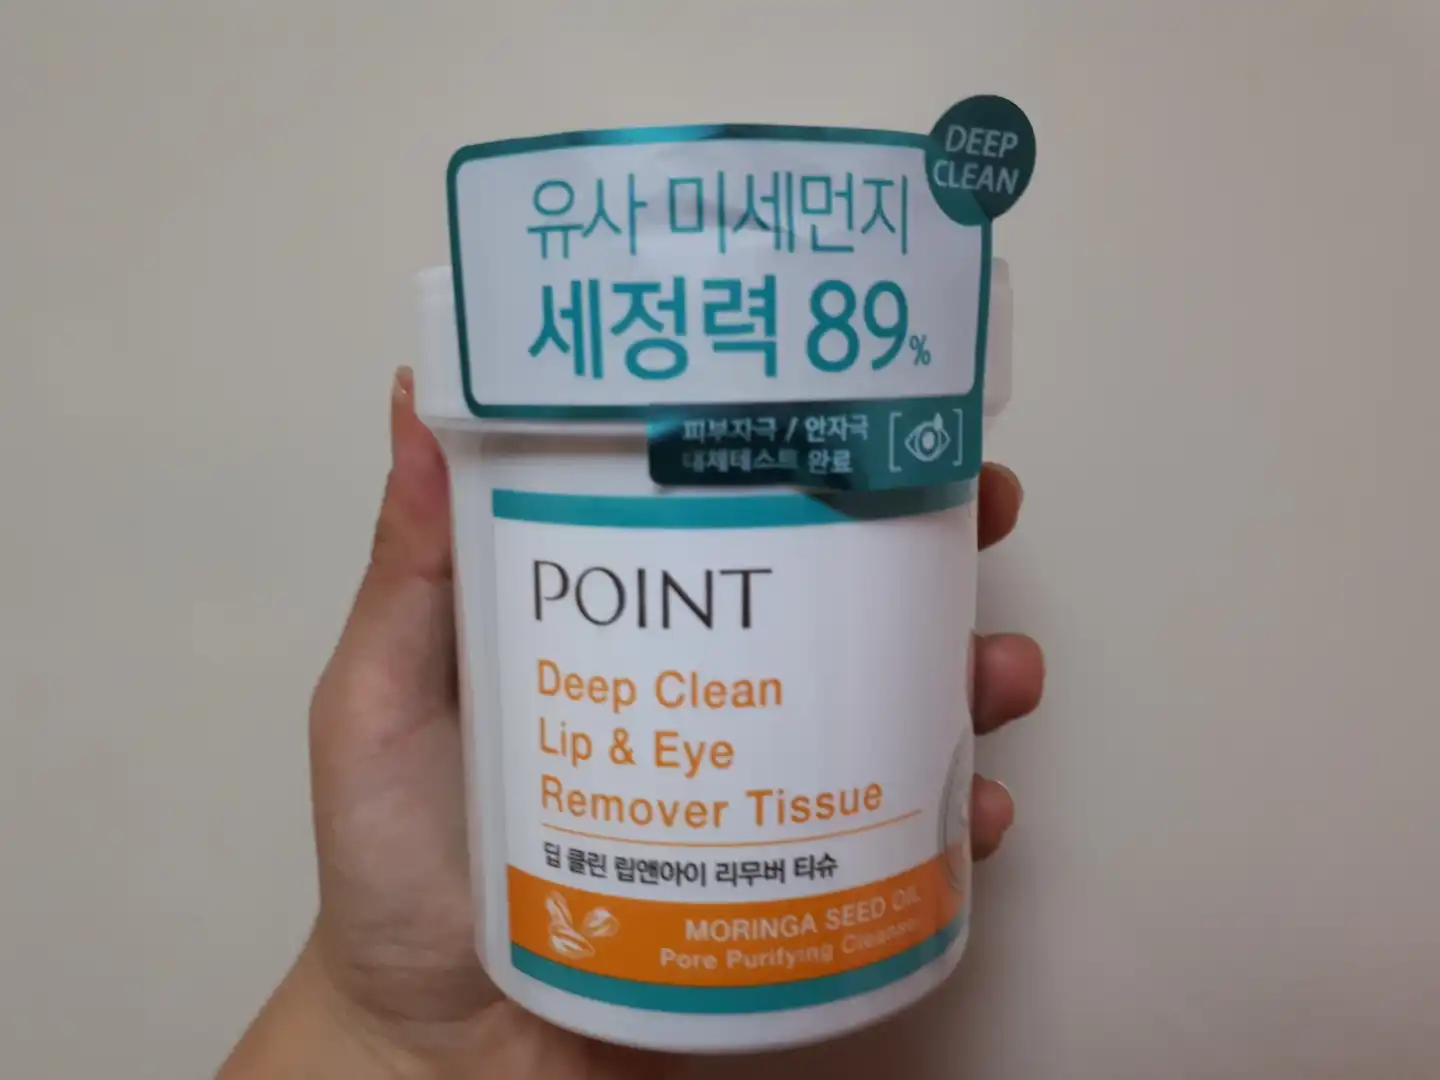 DEEP
CLEAN
유사 미세먼지
세정력 89%
피부자극 / 안자극
대체테스트 완료
POINT
Deep Clean
Lip & Eye
Remover Tissue
딥 클린 립앤아이 리무버 티슈
MORINGA SEED OIL
Pore Purifying Cleanser